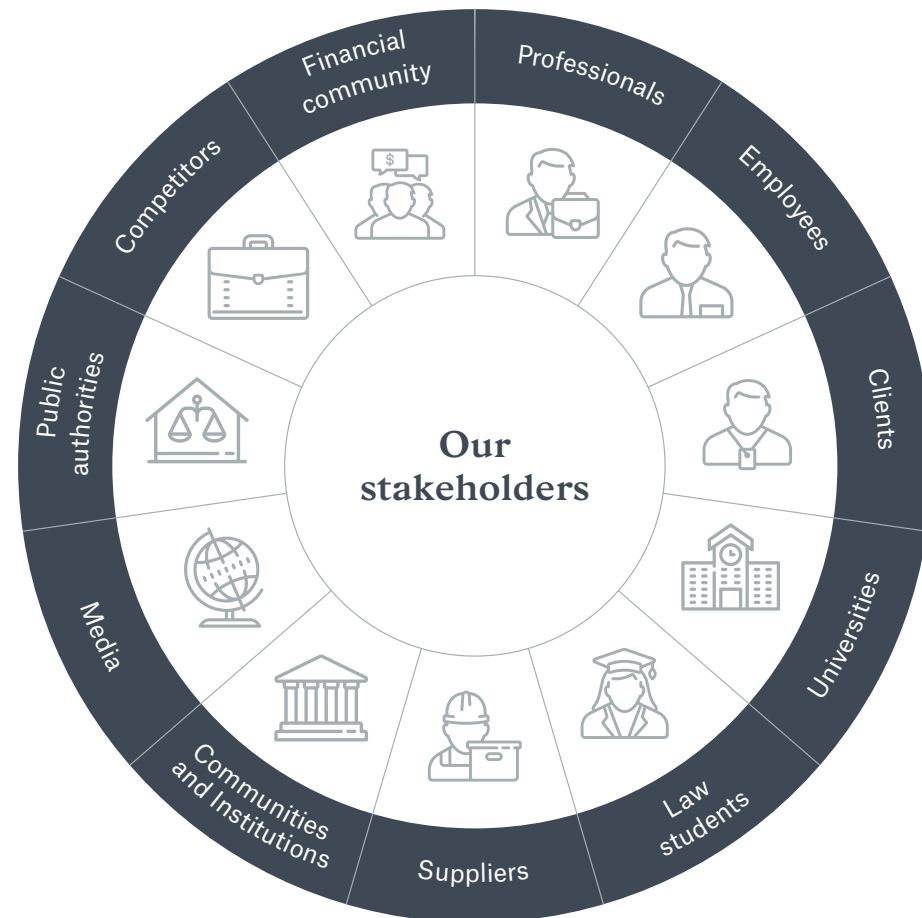 Our
stakeholders
Professionals
Employees
Clients
Universities
Law
students
Suppliers
Communities
and Institutions
Media
Public
authorities
Competitors
Financial
community
$